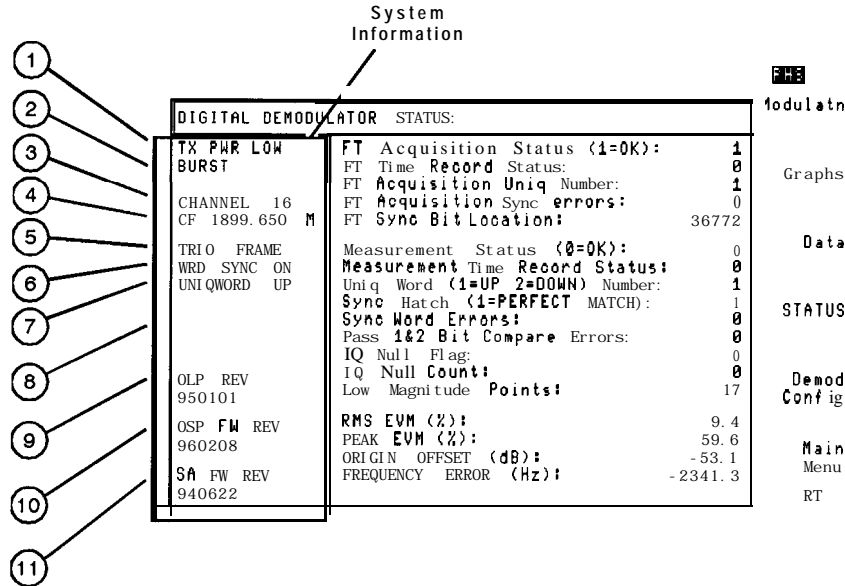 System
Information
1
2
3
4
5
6
7
8
9
10
11
PHS
Modulatn
Graphs
Data
STATUS
Demod
Config
Main
Menu
RT
DIGITAL DEMODULATOR STATUS:
TX PWR LOW
BURST
CHANNEL 16
CF 1899.650 M
TRIO FRAME
WRD SYNC ON
UNIQWORD UP
OLP REV
950101
OSP FW REV
960208
SA FW REV
940622
FT Acquisition Status (1=OK): 1
FT Time Record Status: 0
FT Acquisition Uniq Number: 1
FT Acquisition Sync errors: 0
FT Sync Bit Location: 36772
Measurement Status (0=OK): 0
Measurement Time Record Status: 0
Uniq Word (1=UP 2=DOWN) Number: 1
Sync Hatch (1=PERFECT MATCH): 1
Sync Word Errors: 0
Pass 1&2 Bit Compare Errors: 0
IQ Null Flag: 0
IQ Null Count: 0
Low Magnitude Points: 17
RMS EVM (%): 9.4
PEAK EVM (%): 59.6
ORIGIN OFFSET (dB): -53.1
FREQUENCY ERROR (Hz): -2341.3